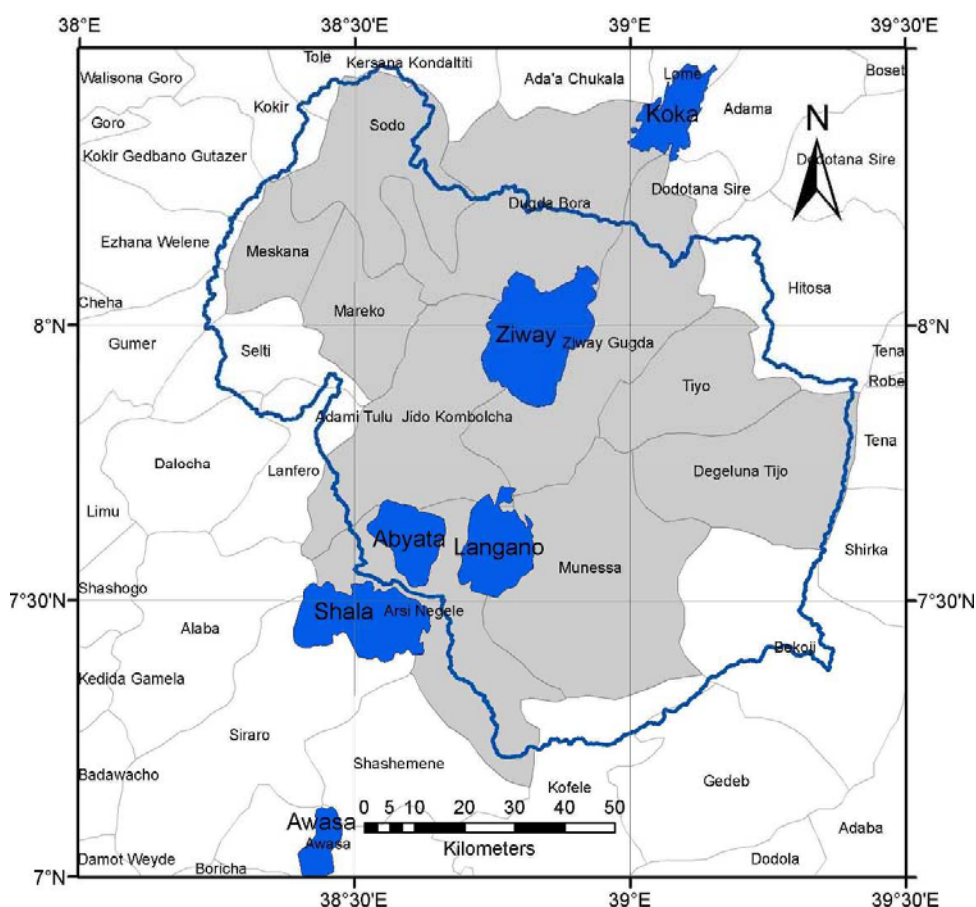 38°E 38°30'E 39°E 39°30'E
Tole
Kersana Kondaltiti
Walisona Goro
Ada'a Chukala
Lome
Boset
Kokir
Koka
Adama
Goro
Sodo
N
Kokir Gedbano Gutazer
Dodotana Sire
Dodotana Sire
Dugda Bora
Ezhana Welene
Meskana
Hitosa
Cheha
Mareko
8°N 8°N
Gumer
Selti
Ziway
Ziway Gugda
Tena
Robe
Tiyo
Adami Tulu Jido Kombolcha
Tena
Dalocha
Lanfero
Degeluna Tijo
Limu
Abyata
Langano
Shirka
Munessa
Shashogo
7°30'N 7°30'N
Shala
Arsi Negele
Alaba
Bekoji
Kedida Gamela
Siraro
Shashemene
Badawacho
Gedeb
Kofele
0 5 10 20 30 40 50
Kilometers
Awasa
Awasa
Adaba
Damot Weyde
Boricha
Dodola
7°N 7°N
38°E 38°30'E 39°E 39°30'E